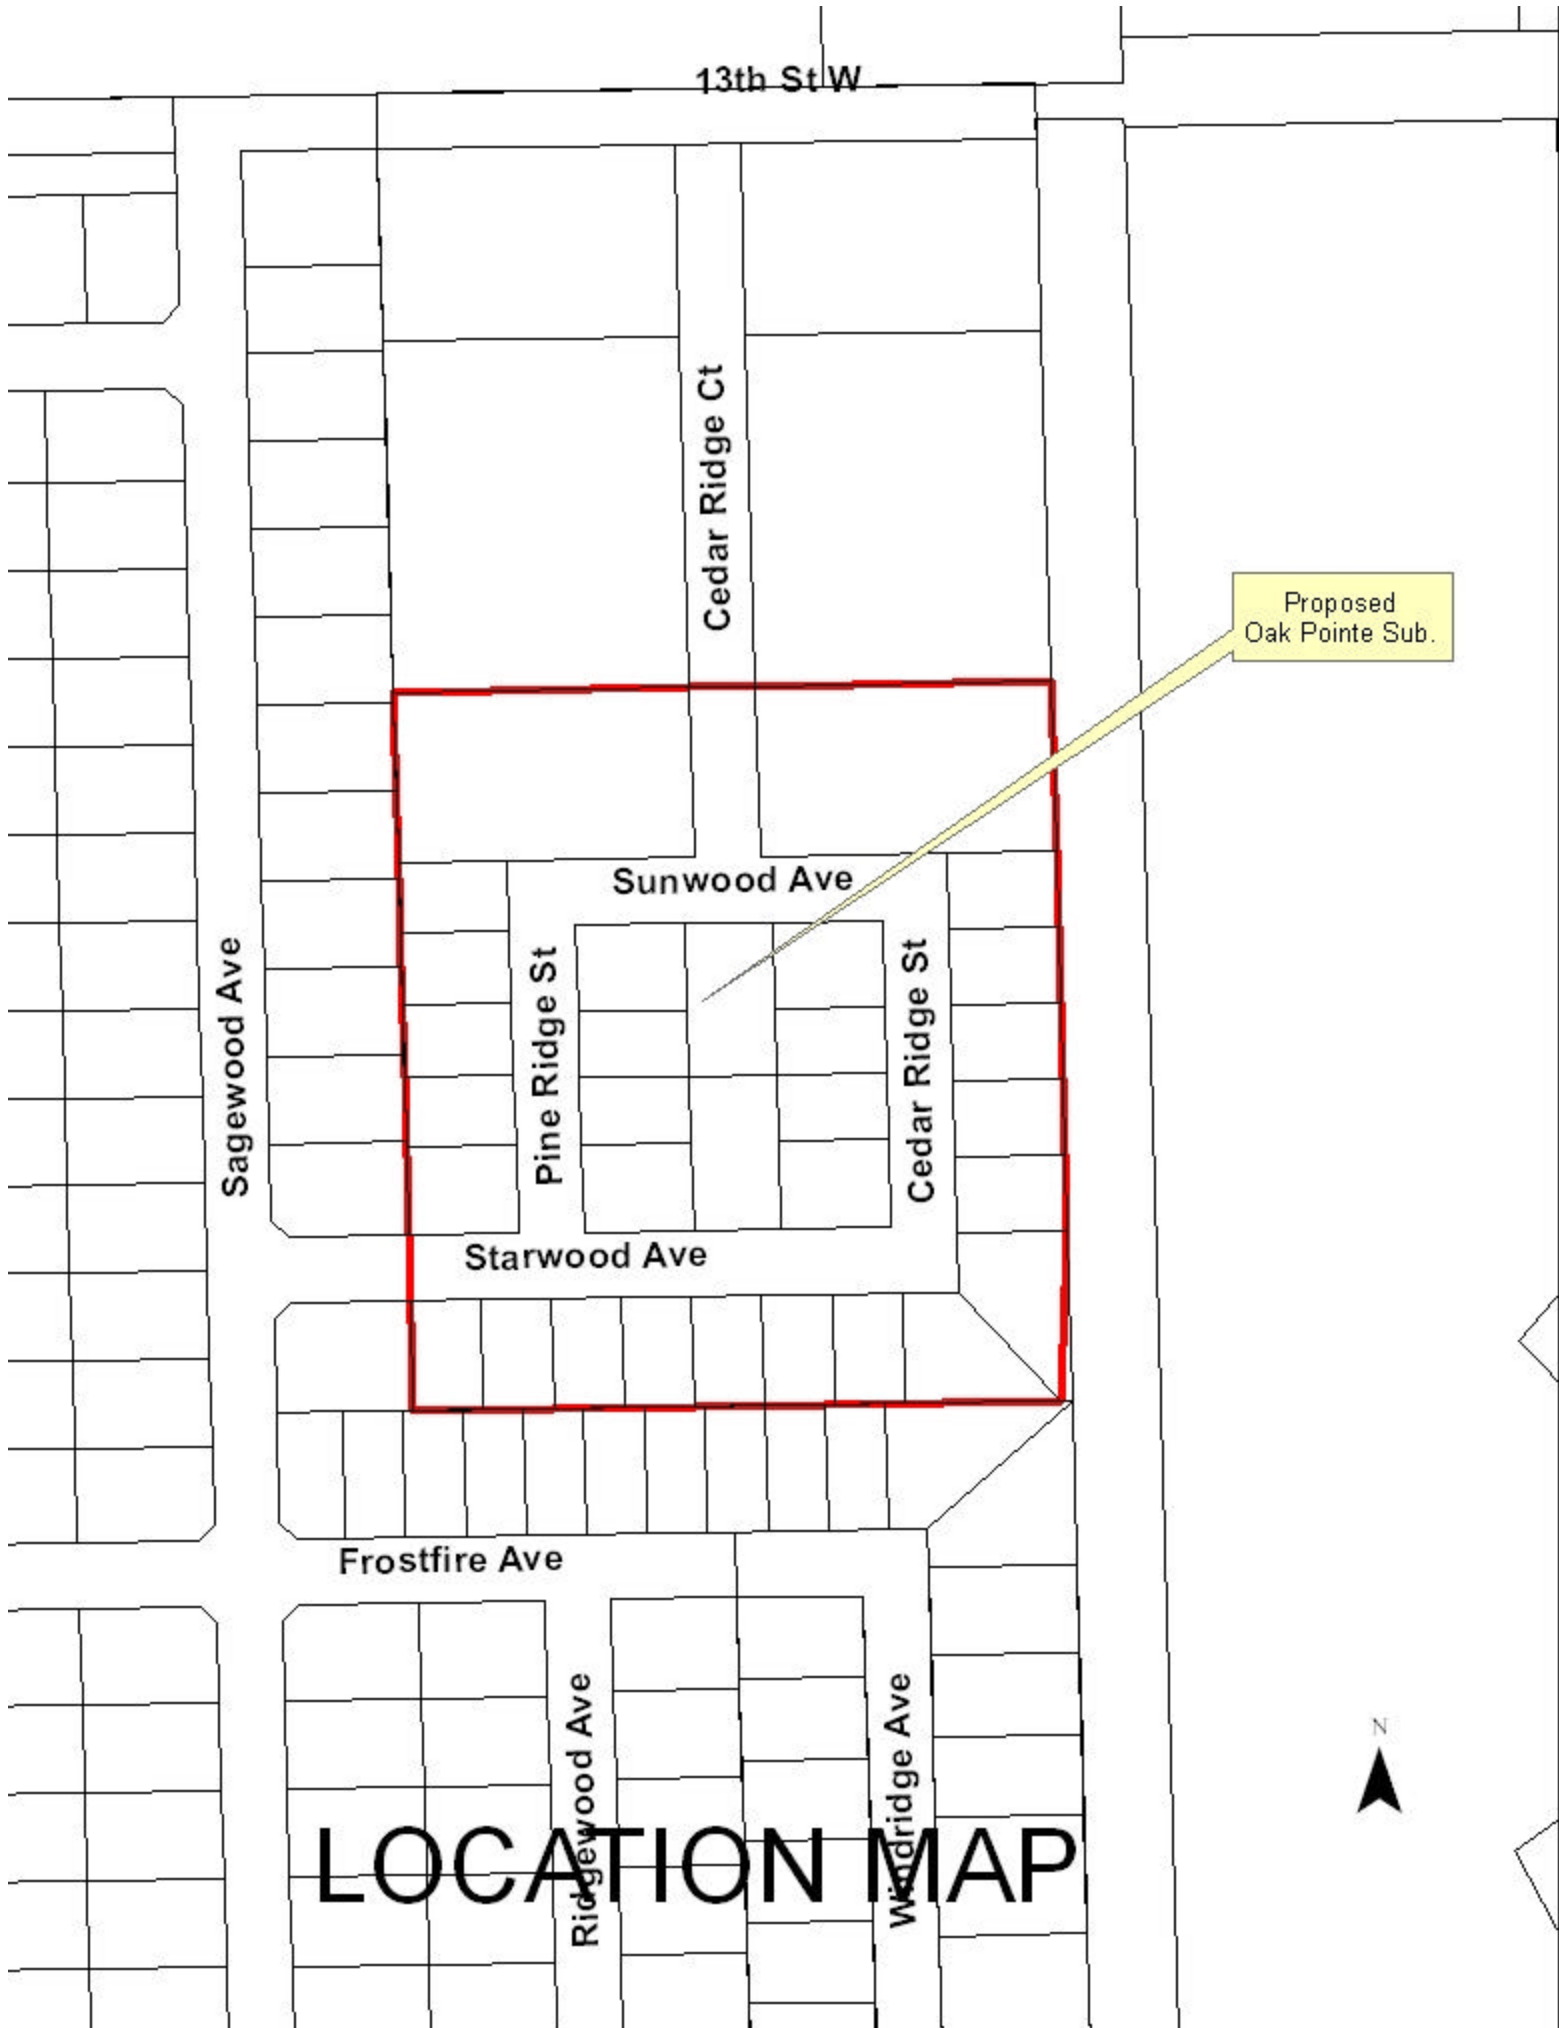 13th St W
Cedar Ridge Ct
Proposed
Oak Pointe Sub.
Sunwood Ave
Sagewood Ave
Pine Ridge St
Cedar Ridge St
Starwood Ave
Frostfire Ave
Ridgewood Ave
Windridge Ave
N
LOCATION MAP